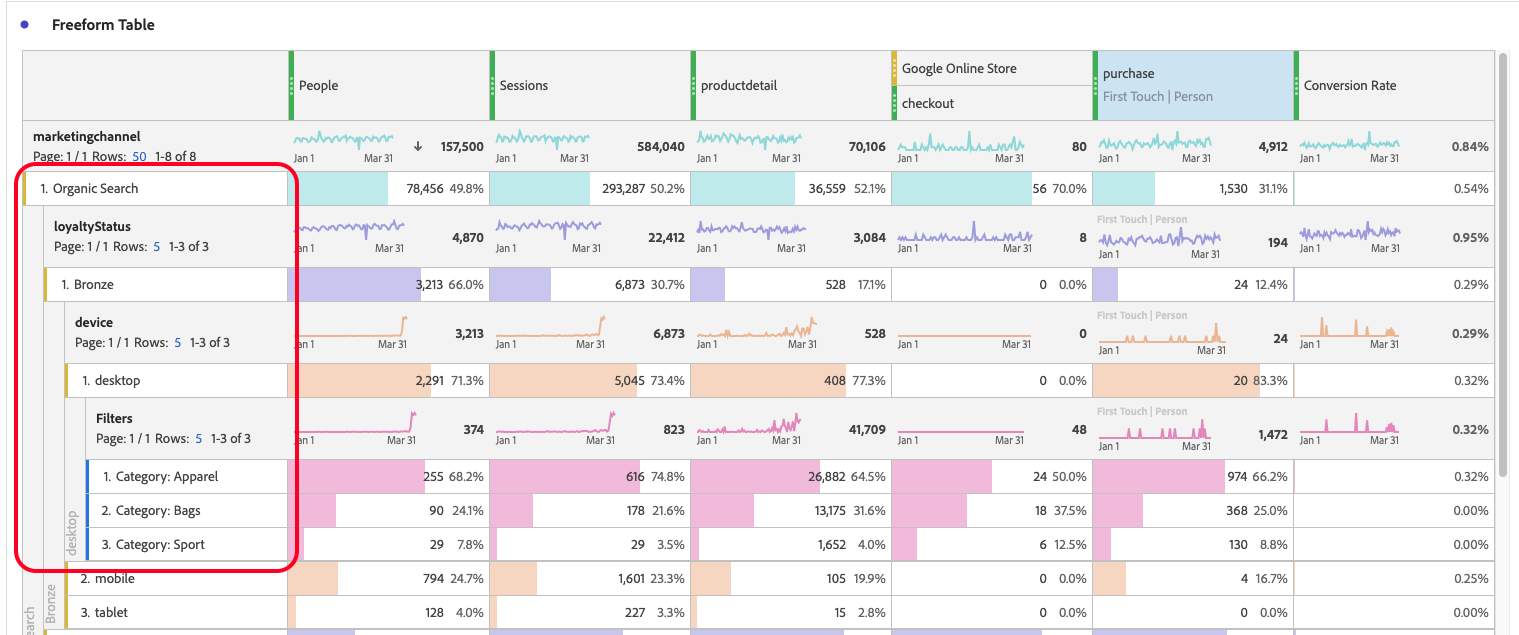 Freeform Table
People
Sessions
productdetail
Google Online Store
checkout
purchase
First Touch | Person
Conversion Rate
marketingchannel
Page: 1 / 1 Rows: 50 1-8 of 8
Jan 1 Mar 31 157,500
Jan 1 Mar 31 584,040
Jan 1 Mar 31 70,106
Jan 1 Mar 31 80
Jan 1 Mar 31 4,912
Jan 1 Mar 31 0.84%
1. Organic Search 78,456 49.8% 293,287 50.2% 36,559 52.1% 56 70.0% 1,530 31.1% 0.54%
loyaltyStatus
Page: 1 / 1 Rows: 5 1-3 of 3
Jan 1 Mar 31 4,870
Jan 1 Mar 31 22,412
Jan 1 Mar 31 3,084
Jan 1 Mar 31 8
First Touch | Person
Jan 1 Mar 31 194
Jan 1 Mar 31 0.95%
1. Bronze 3,213 66.0% 6,873 30.7% 528 17.1% 0 0.0% 24 12.4% 0.29%
device
Page: 1 / 1 Rows: 5 1-3 of 3
Jan 1 Mar 31 3,213
Jan 1 Mar 31 6,873
Jan 1 Mar 31 528
Jan 1 Mar 31 0
First Touch | Person
Jan 1 Mar 31 24
Jan 1 Mar 31 0.29%
1. desktop 2,291 71.3% 5,045 73.4% 408 77.3% 0 0.0% 20 83.3% 0.32%
Filters
Page: 1 / 1 Rows: 5 1-3 of 3
Jan 1 Mar 31 374
Jan 1 Mar 31 823
Jan 1 Mar 31 41,709
Jan 1 Mar 31 48
First Touch | Person
Jan 1 Mar 31 1,472
Jan 1 Mar 31 0.32%
1. Category: Apparel 255 68.2% 616 74.8% 26,882 64.5% 24 50.0% 974 66.2% 0.32%
2. Category: Bags 90 24.1% 178 21.6% 13,175 31.6% 18 37.5% 368 25.0% 0.00%
3. Category: Sport 29 7.8% 29 3.5% 1,652 4.0% 6 12.5% 130 8.8% 0.00%
desktop
2. mobile 794 24.7% 1,601 23.3% 105 19.9% 0 0.0% 4 16.7% 0.25%
3. tablet 128 4.0% 227 3.3% 15 2.8% 0 0.0% 0 0.0% 0.00%
Bronze